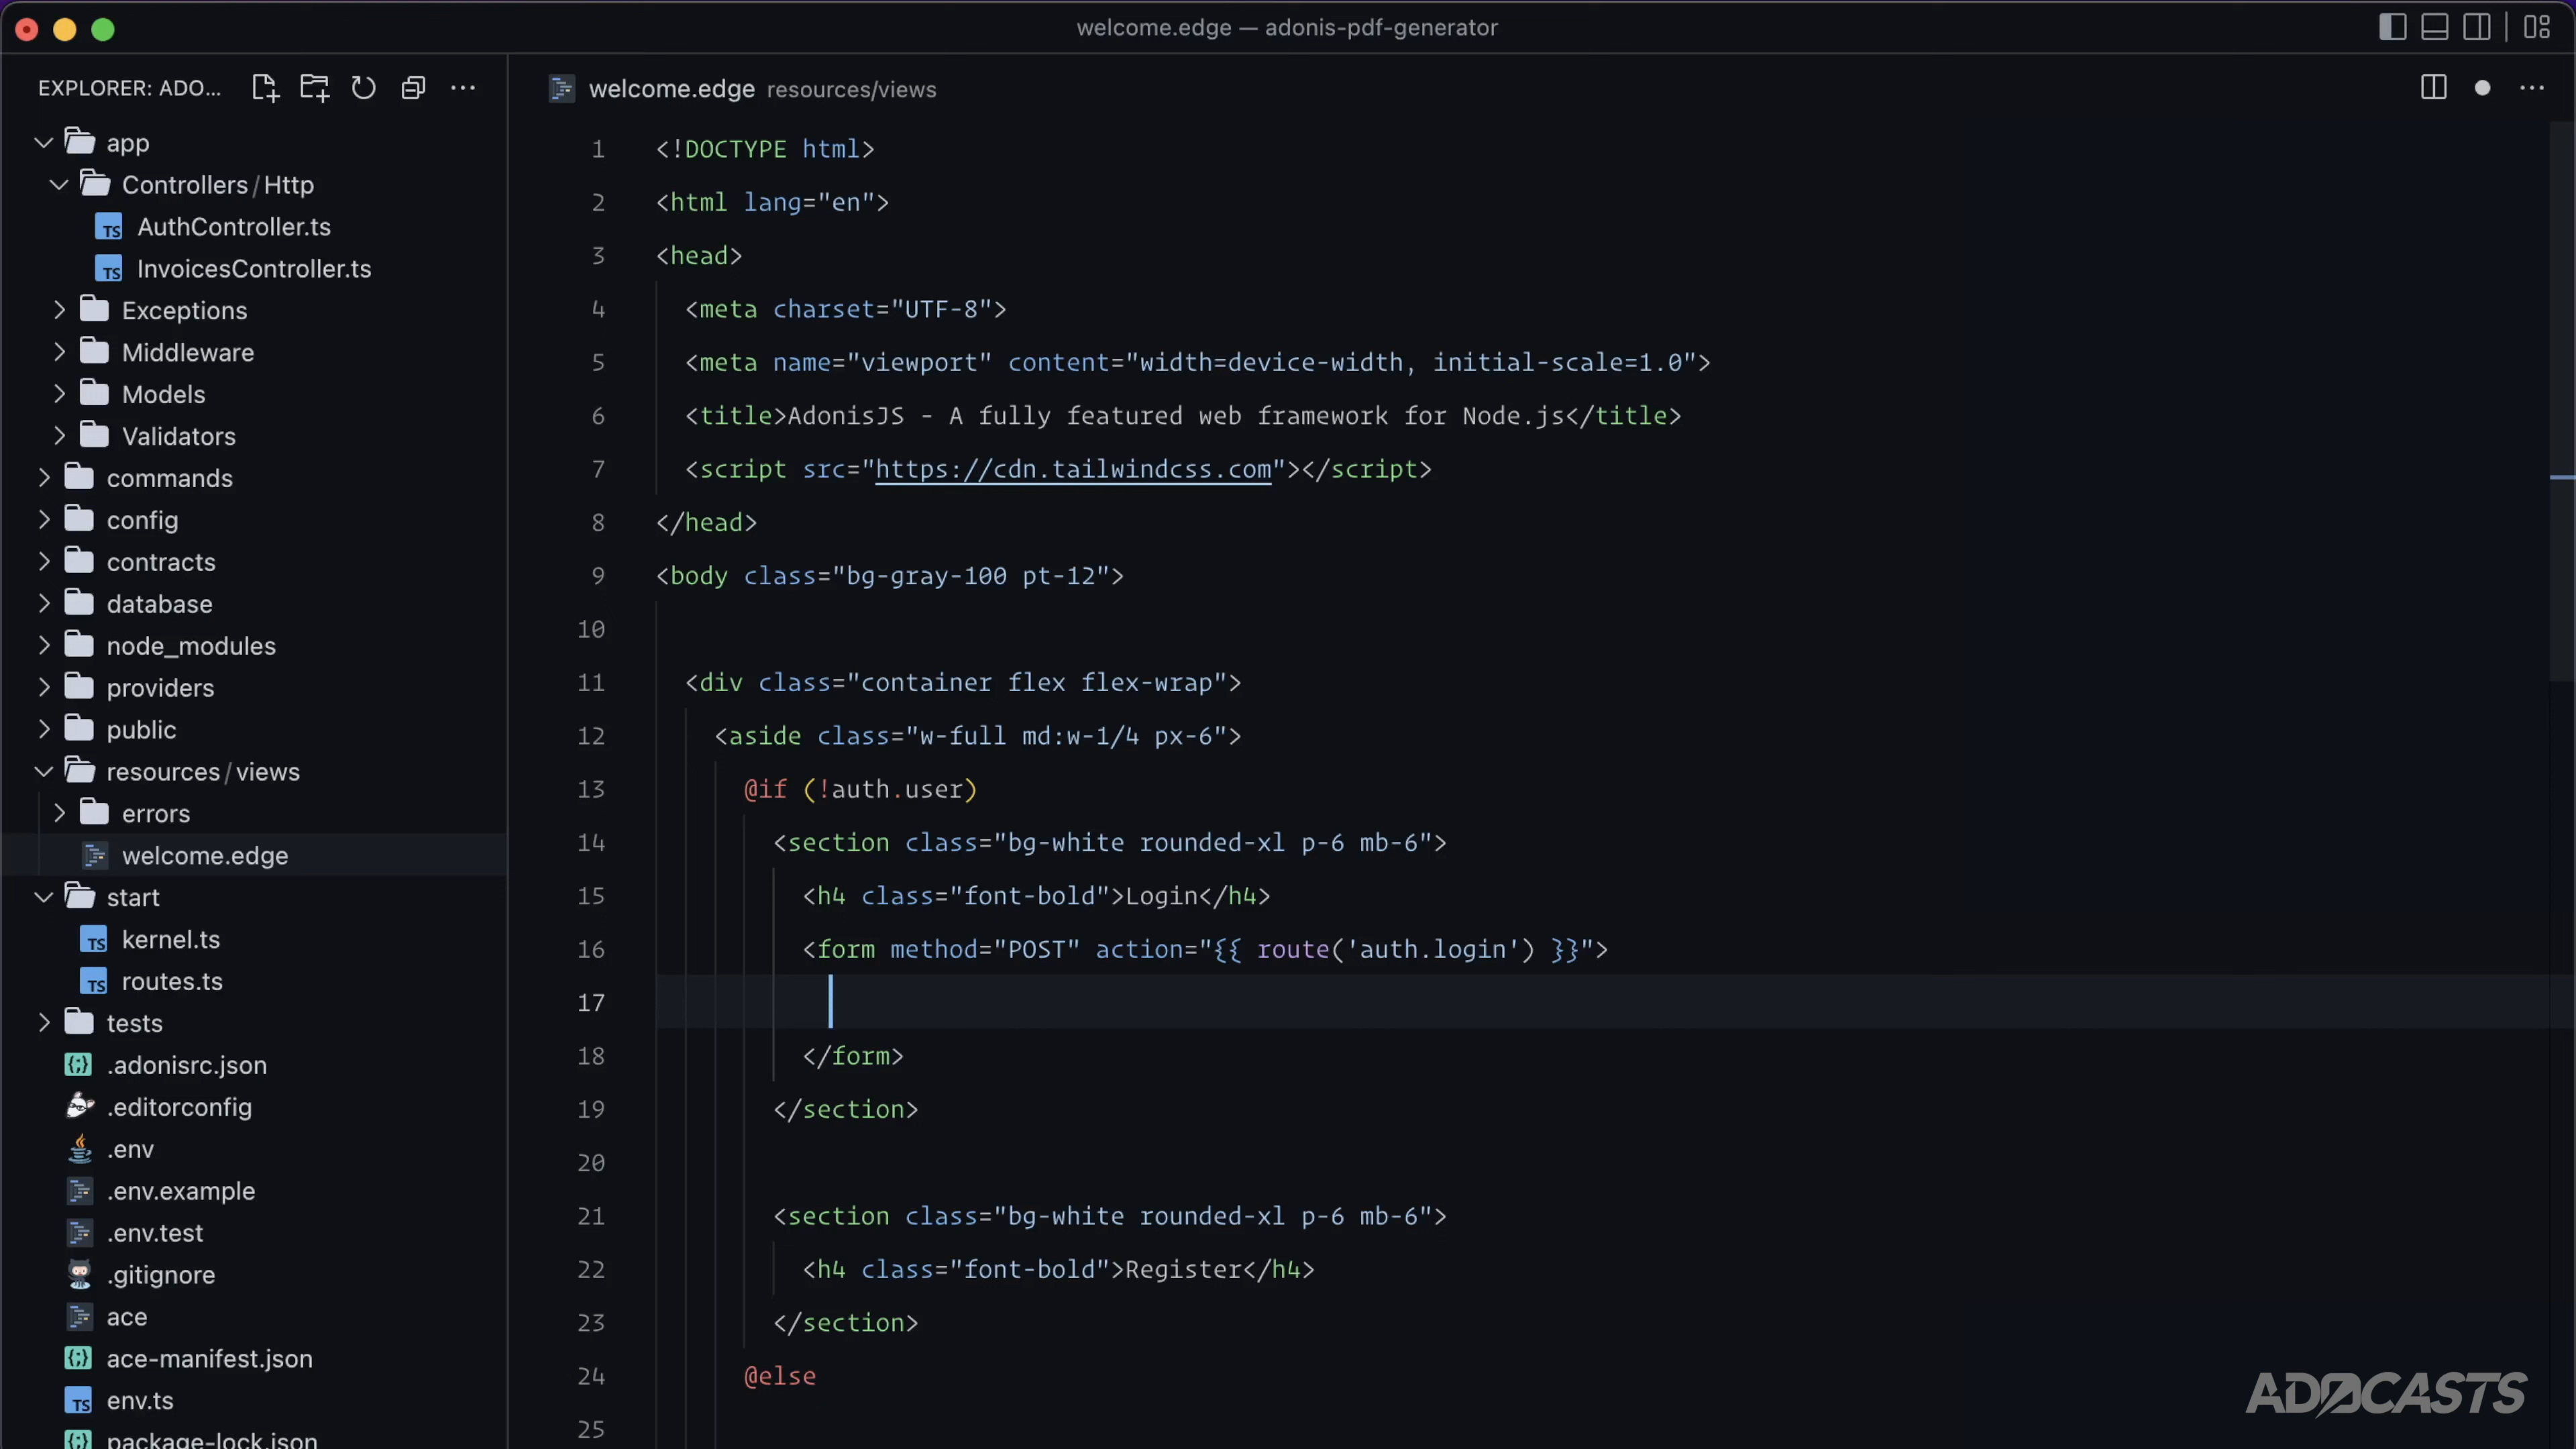 welcome.edge — adonis-pdf-generator
EXPLORER: ADO...
app
Controllers/Http
TS AuthController.ts
TS InvoicesController.ts
Exceptions
Middleware
Models
Validators
commands
config
contracts
database
node_modules
providers
public
resources/views
errors
welcome.edge
start
TS kernel.ts
TS routes.ts
tests
.adonisrc.json
.editorconfig
.env
.env.example
.env.test
.gitignore
ace
ace-manifest.json
TS env.ts
package-lock.json
welcome.edge resources/views
1 <!DOCTYPE html>
2 <html lang="en">
3 <head>
4 <meta charset="UTF-8">
5 <meta name="viewport" content="width=device-width, initial-scale=1.0">
6 <title>AdonisJS - A fully featured web framework for Node.js</title>
7 <script src="https://cdn.tailwindcss.com"></script>
8 </head>
9 <body class="bg-gray-100 pt-12">
10
11 <div class="container flex flex-wrap">
12 <aside class="w-full md:w-1/4 px-6">
13 @if (!auth.user)
14 <section class="bg-white rounded-xl p-6 mb-6">
15 <h4 class="font-bold">Login</h4>
16 <form method="POST" action="{{ route('auth.login') }}">
17
18 </form>
19 </section>
20
21 <section class="bg-white rounded-xl p-6 mb-6">
22 <h4 class="font-bold">Register</h4>
23 </section>
24 @else
25
ADOCASTS